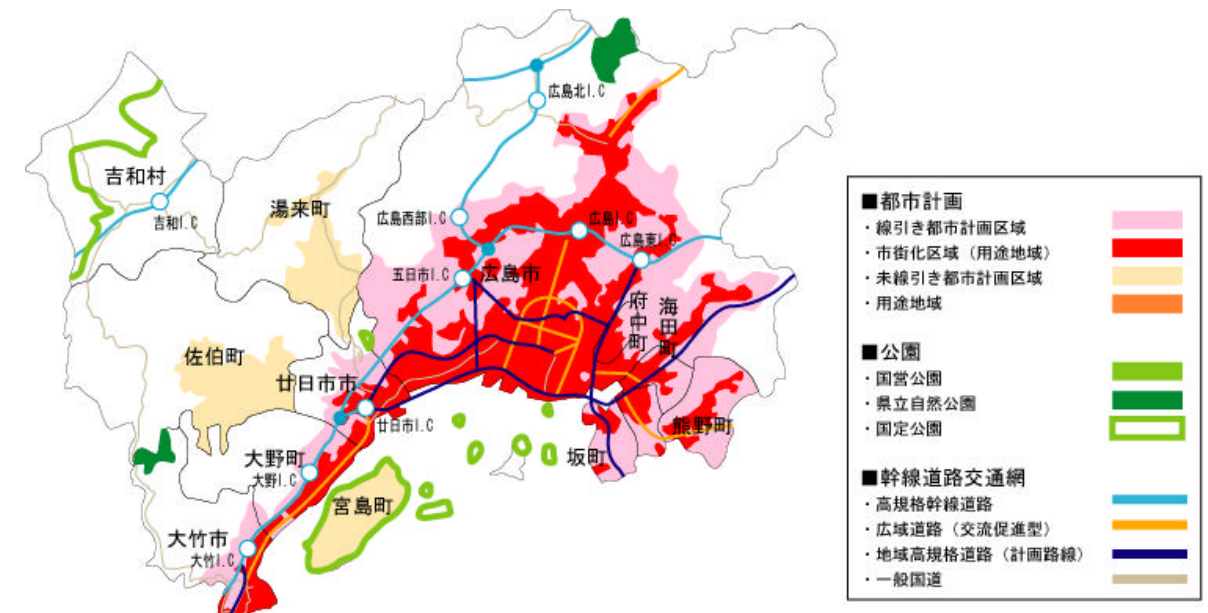 広島北I.C
吉和村
吉和I.C
湯来町
広島西部I.C
広島I.C
広島東I.C
五日市I.C
広島市
府中町
海田町
佐伯町
廿日市市
廿日市I.C
熊野町
坂町
大野町
大野I.C
宮島町
大竹市
大竹I.C
■都市計画
・線引き都市計画区域
・市街化区域（用途地域）
・未線引き都市計画区域
・用途地域
■公園
・国営公園
・県立自然公園
・国定公園
■幹線道路交通網
・高規格幹線道路
・広域道路（交流促進型）
・地域高規格道路（計画路線）
・一般国道